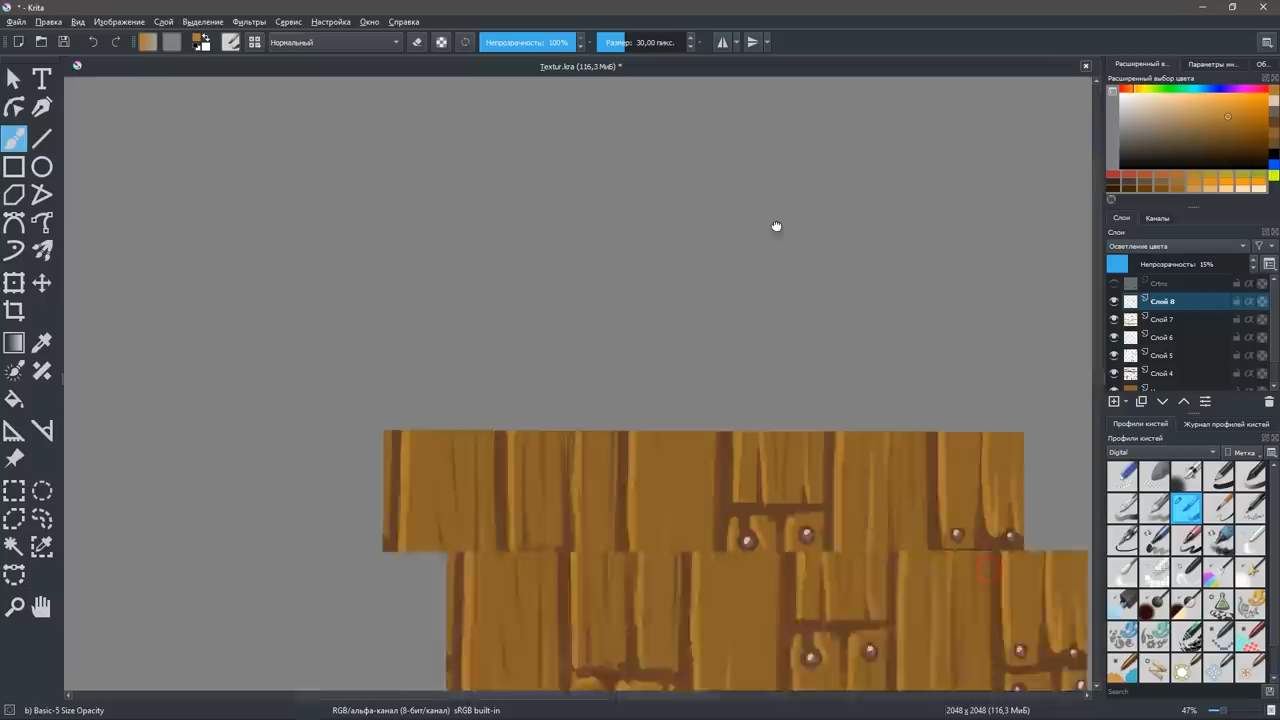 * - Krita
Файл Правка Вид Изображение Слой Выделение Фильтры Сервис Настройка Окно Справка
Нормальный Непрозрачность: 100% Размер: 30,00 пикс.
Textur.kra (116,3 МиБ) *
Расширенный в... Параметры ин... Об...
Расширенный выбор цвета
Слои Каналы
Слои
Осветление цвета
Непрозрачность: 15%
Слой 8
Слой 7
Слой 6
Слой 5
Слой 4
Профили кистей Журнал профилей кистей
Профили кистей
Digital Метка
Search
b) Basic-5 Size Opacity RGB/альфа-канал (8-бит/канал) sRGB built-in 2048 x 2048 (116,3 МиБ) 47%